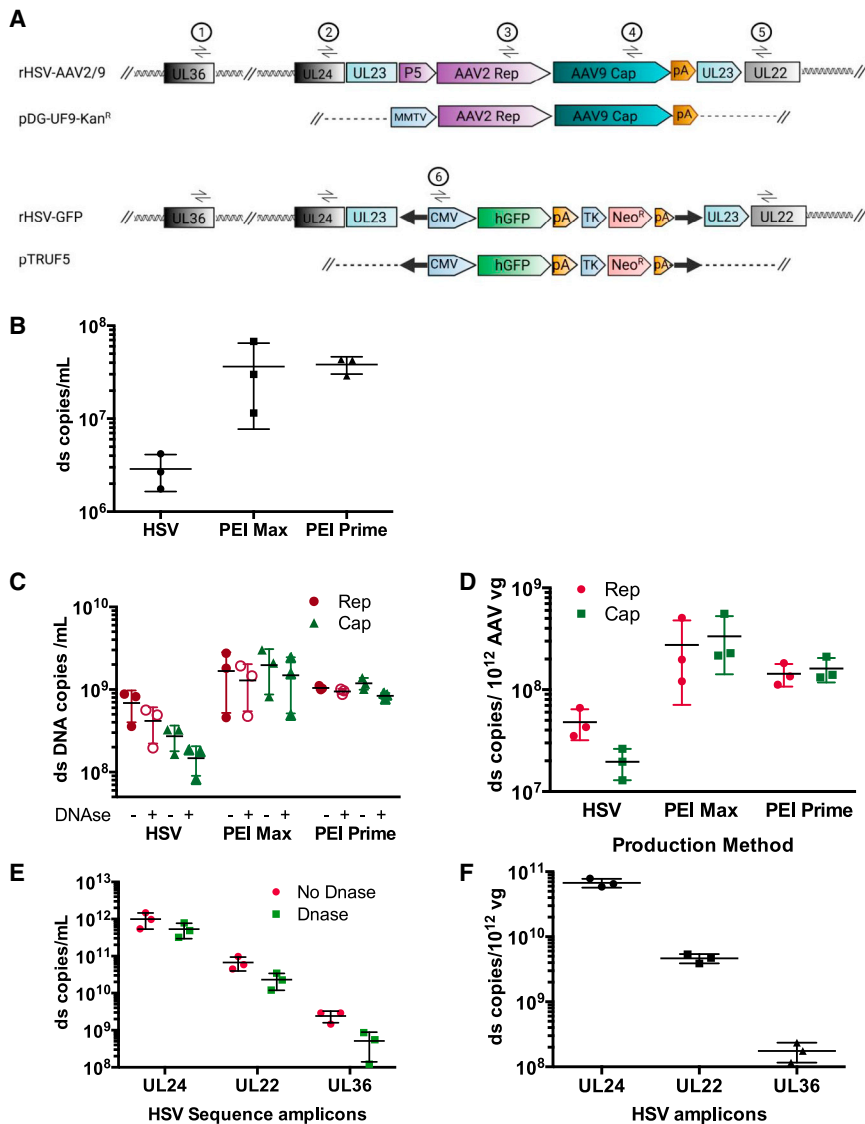 A
1 2 3 4 5
rHSV-AAV2/9 // UL36 // UL24 UL23 P5 AAV2 Rep AAV9 Cap pA UL23 UL22 //
pDG-UF9-Kan^R // MMTV AAV2 Rep AAV9 Cap pA //
6
rHSV-GFP // UL36 // UL24 UL23 CMV hGFP pA TK Neo^R pA UL23 UL22 //
pTRUF5 // CMV hGFP pA TK Neo^R pA //
B
ds copies/mL
10^8
10^7
10^6
HSV PEI Max PEI Prime
C
ds DNA copies /mL
10^10
10^9
10^8
Rep
Cap
DNAse - + - + - + - + - + - +
HSV PEI Max PEI Prime
D
ds copies/ 10^12 AAV vg
10^9
10^8
10^7
Rep
Cap
HSV PEI Max PEI Prime
Production Method
E
ds copies/mL
10^13
10^12
10^11
10^10
10^9
10^8
No Dnase
Dnase
UL24 UL22 UL36
HSV Sequence amplicons
F
ds copies/10^12 vg
10^11
10^10
10^9
10^8
UL24 UL22 UL36
HSV amplicons